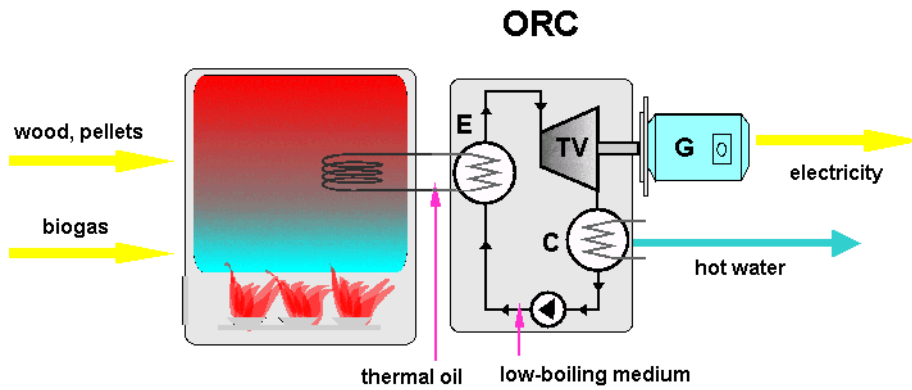 ORC
wood, pellets
E
TV
G
electricity
biogas
C
hot water
thermal oil
low-boiling medium